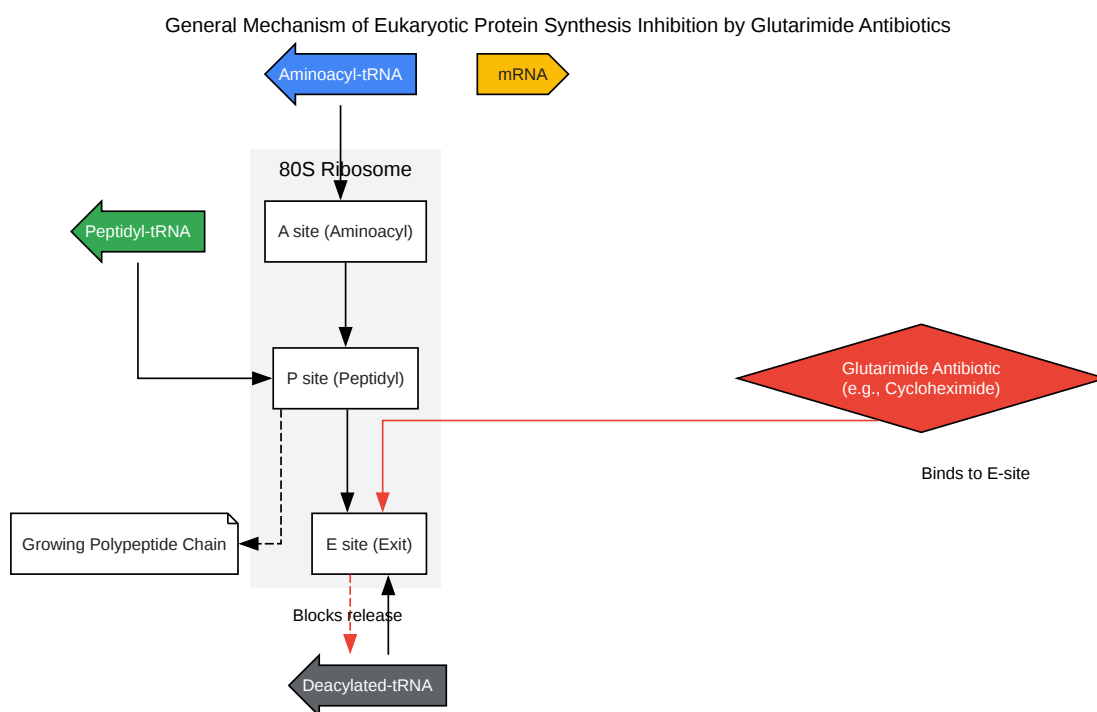 General Mechanism of Eukaryotic Protein Synthesis Inhibition by Glutarimide Antibiotics
Aminoacyl-tRNA
mRNA
80S Ribosome
A site (Aminoacyl)
Peptidyl-tRNA
P site (Peptidyl)
Glutarimide Antibiotic
(e.g., Cycloheximide)
Binds to E-site
Growing Polypeptide Chain
E site (Exit)
Blocks release
Deacylated-tRNA